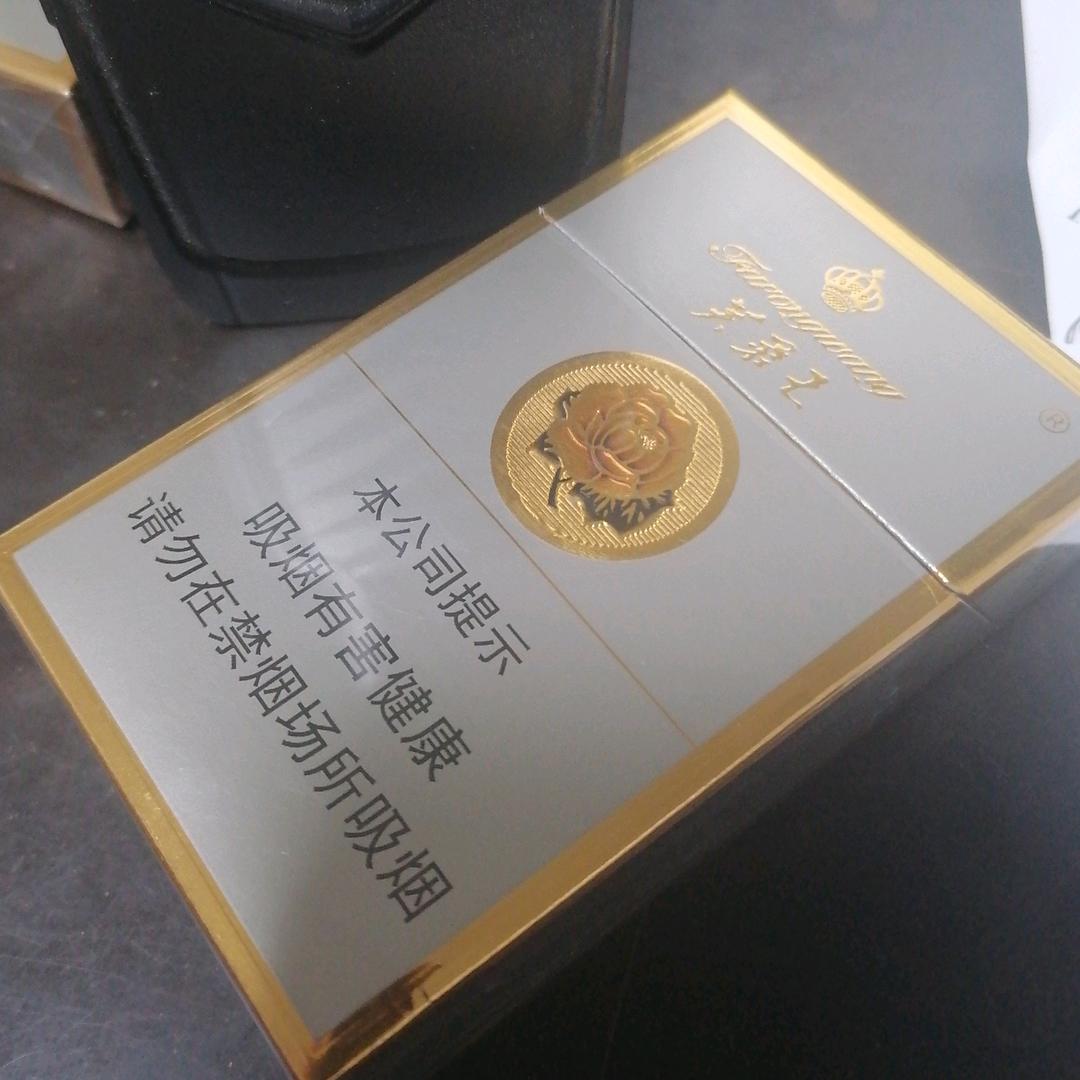 Furongwang
芙蓉王
®
本公司提示
吸烟有害健康
请勿在禁烟场所吸烟